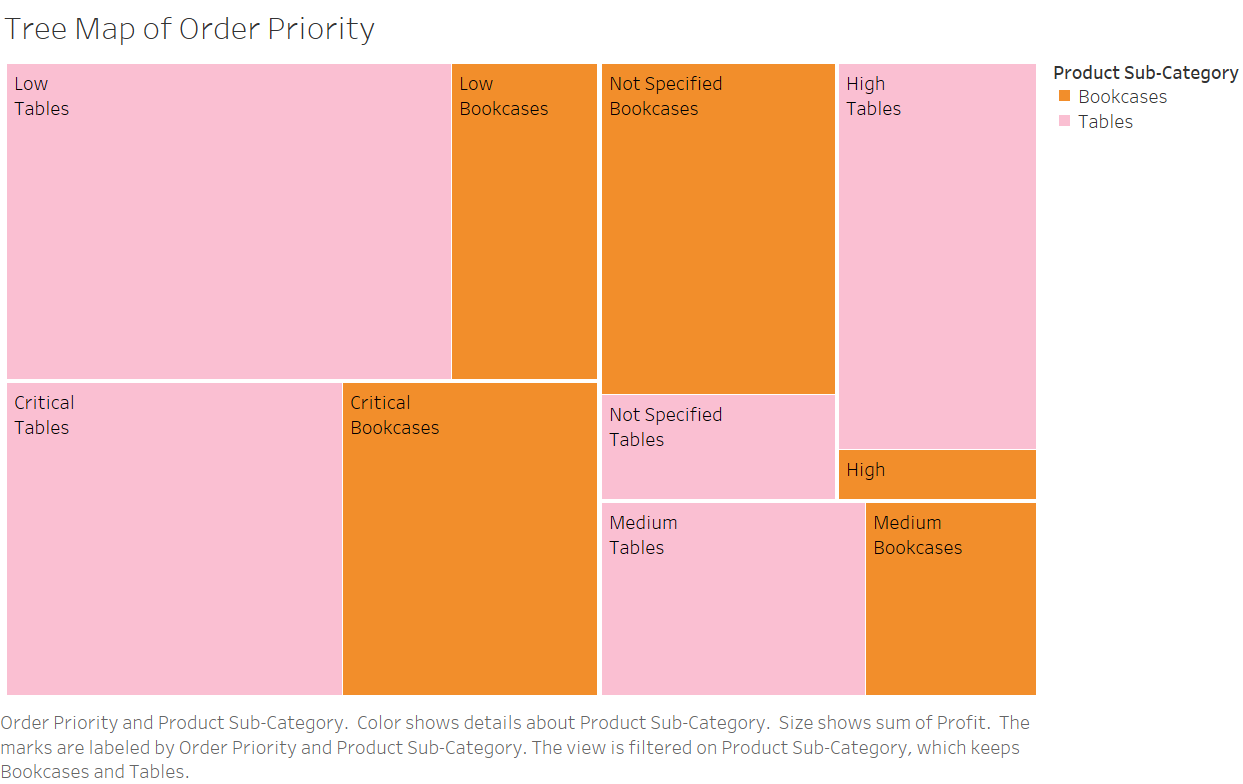 Tree Map of Order Priority
Low
Tables
Low
Bookcases
Not Specified
Bookcases
High
Tables
Product Sub-Category
Bookcases
Tables
Critical
Tables
Critical
Bookcases
Not Specified
Tables
High
Medium
Tables
Medium
Bookcases
Order Priority and Product Sub-Category.  Color shows details about Product Sub-Category.  Size shows sum of Profit.  The
marks are labeled by Order Priority and Product Sub-Category. The view is filtered on Product Sub-Category, which keeps
Bookcases and Tables.